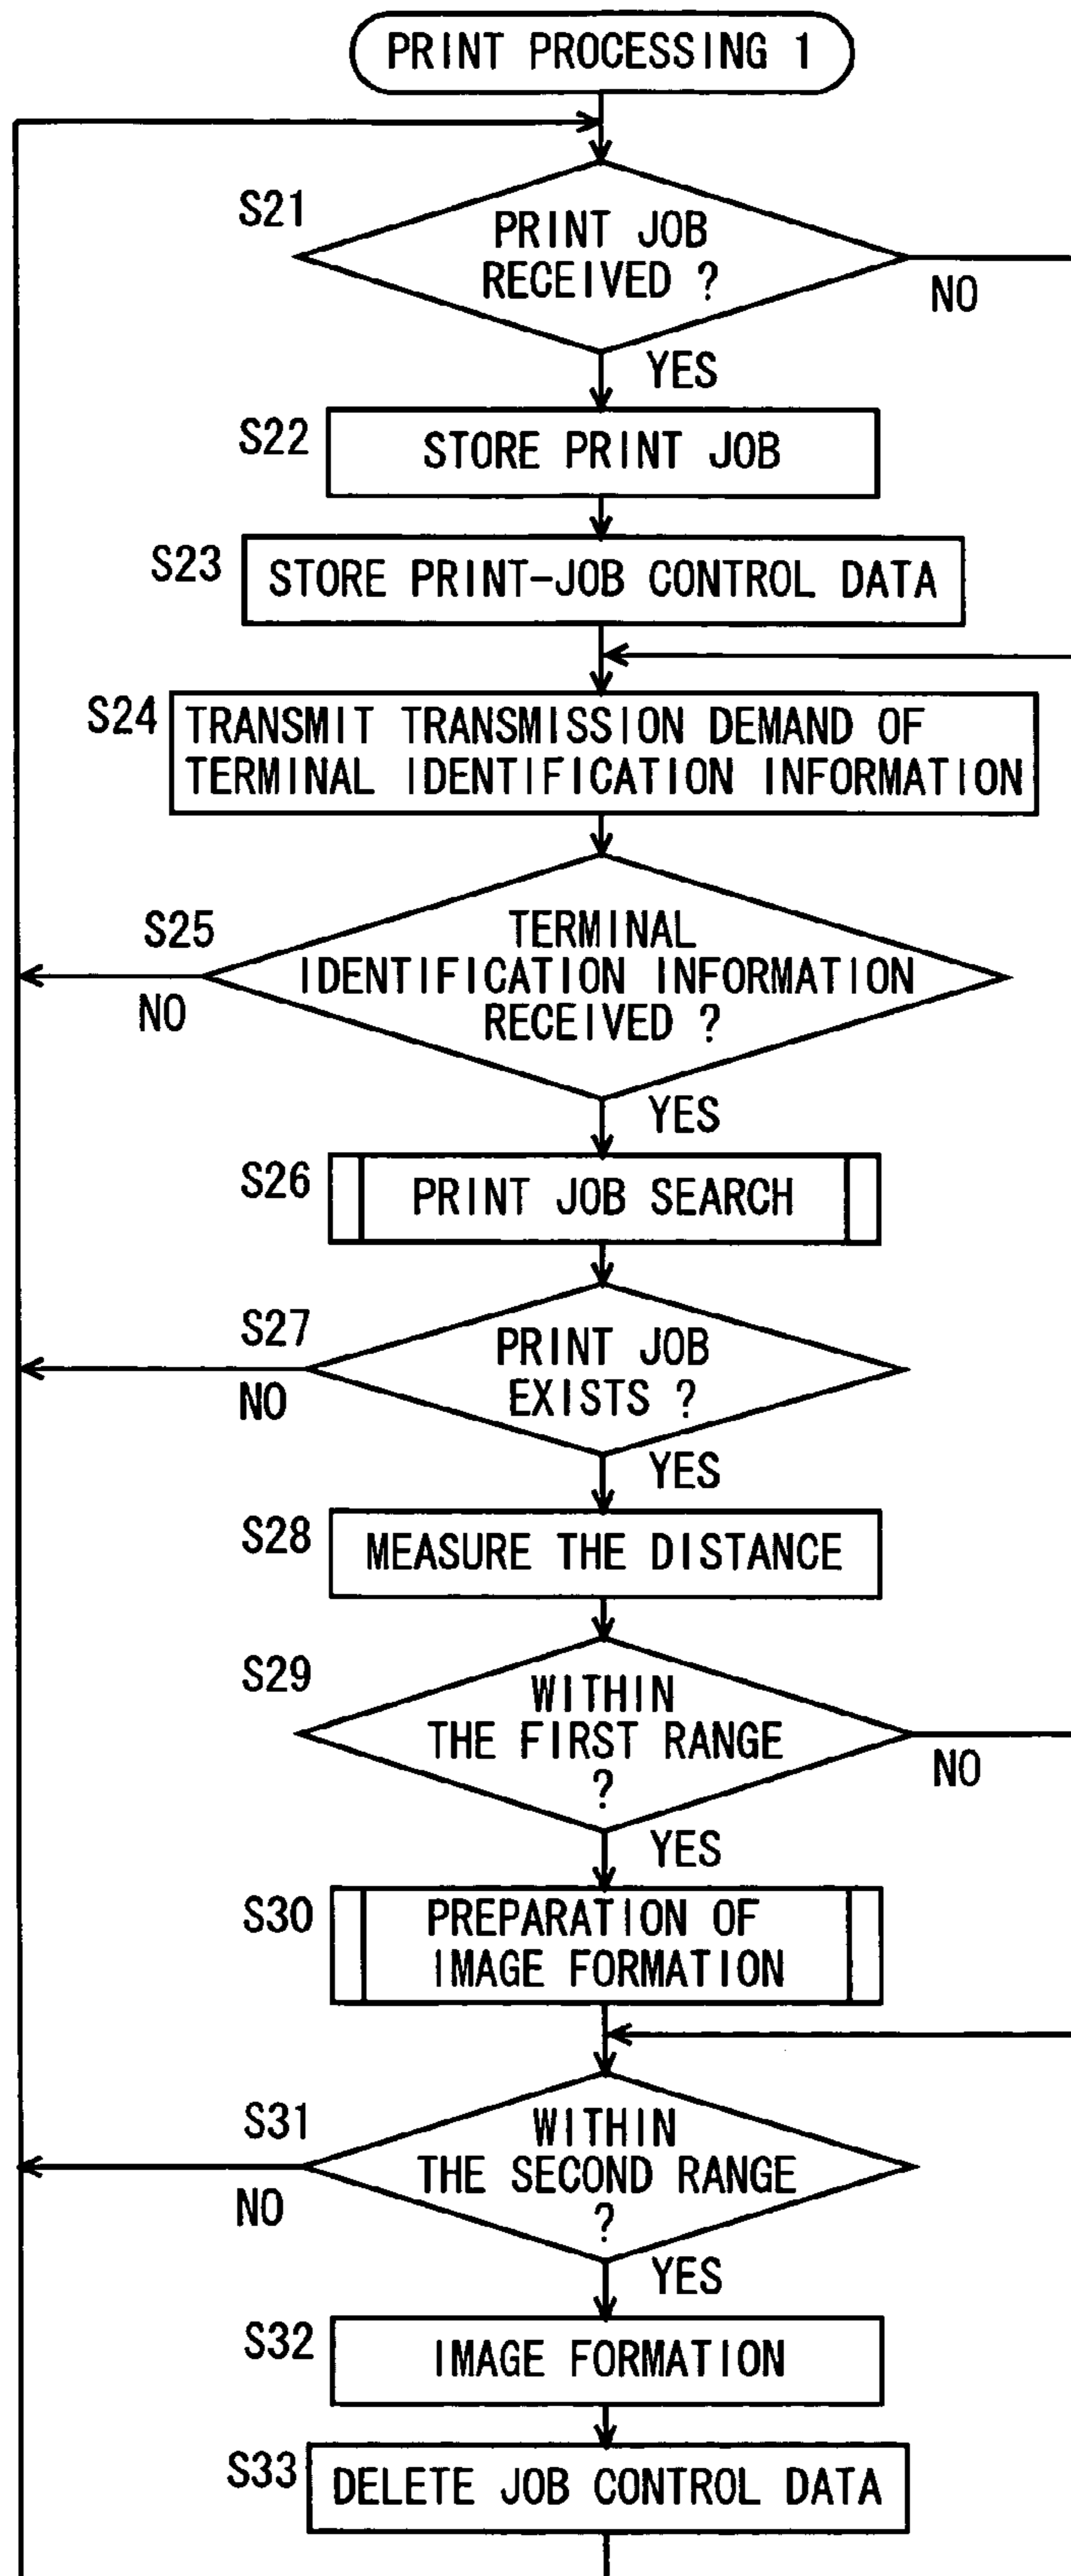 PRINT PROCESSING 1
S21
PRINT JOB
RECEIVED ?
NO
YES
S22
STORE PRINT JOB
S23
STORE PRINT-JOB CONTROL DATA
S24
TRANSMIT TRANSMISSION DEMAND OF
TERMINAL IDENTIFICATION INFORMATION
S25
TERMINAL
IDENTIFICATION INFORMATION
RECEIVED ?
NO
YES
S26
PRINT JOB SEARCH
S27
PRINT JOB
EXISTS ?
NO
YES
S28
MEASURE THE DISTANCE
S29
WITHIN
THE FIRST RANGE
?
NO
YES
S30
PREPARATION OF
IMAGE FORMATION
S31
WITHIN
THE SECOND RANGE
?
NO
YES
S32
IMAGE FORMATION
S33
DELETE JOB CONTROL DATA